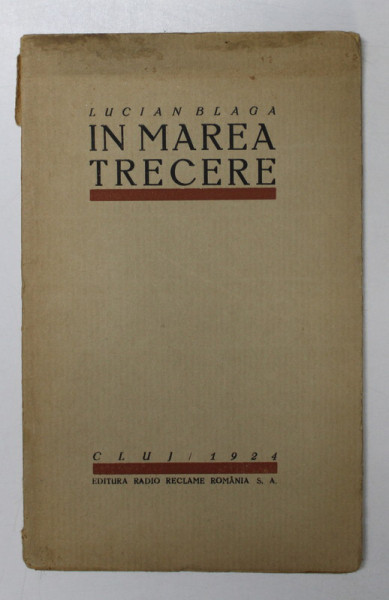 LUCIAN BLAGA
IN MAREA
TRECERE
CLUJ / 1924
EDITURA RADIO RECLAME ROMÂNIA S. A.